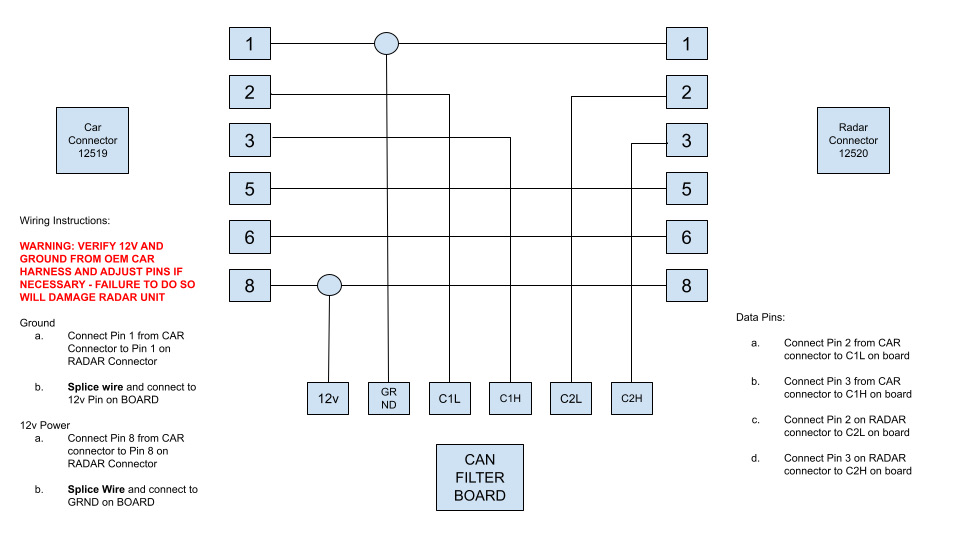 1
1
2
2
3
3
5
5
6
6
8
8
Car
Connector
12519
Radar
Connector
12520
Wiring Instructions:
WARNING: VERIFY 12V AND
GROUND FROM OEM CAR
HARNESS AND ADJUST PINS IF
NECESSARY - FAILURE TO DO SO
WILL DAMAGE RADAR UNIT
Ground
a. Connect Pin 1 from CAR
Connector to Pin 1 on
RADAR Connector
b. Splice wire and connect to
12v Pin on BOARD
12v Power
a. Connect Pin 8 from CAR
connector to Pin 8 on
RADAR Connector
b. Splice Wire and connect to
GRND on BOARD
12v
GR
ND
C1L
C1H
C2L
C2H
CAN
FILTER
BOARD
Data Pins:
a. Connect Pin 2 from CAR
connector to C1L on board
b. Connect Pin 3 from CAR
connector to C1H on board
c. Connect Pin 2 on RADAR
connector to C2L on board
d. Connect Pin 3 on RADAR
connector to C2H on board